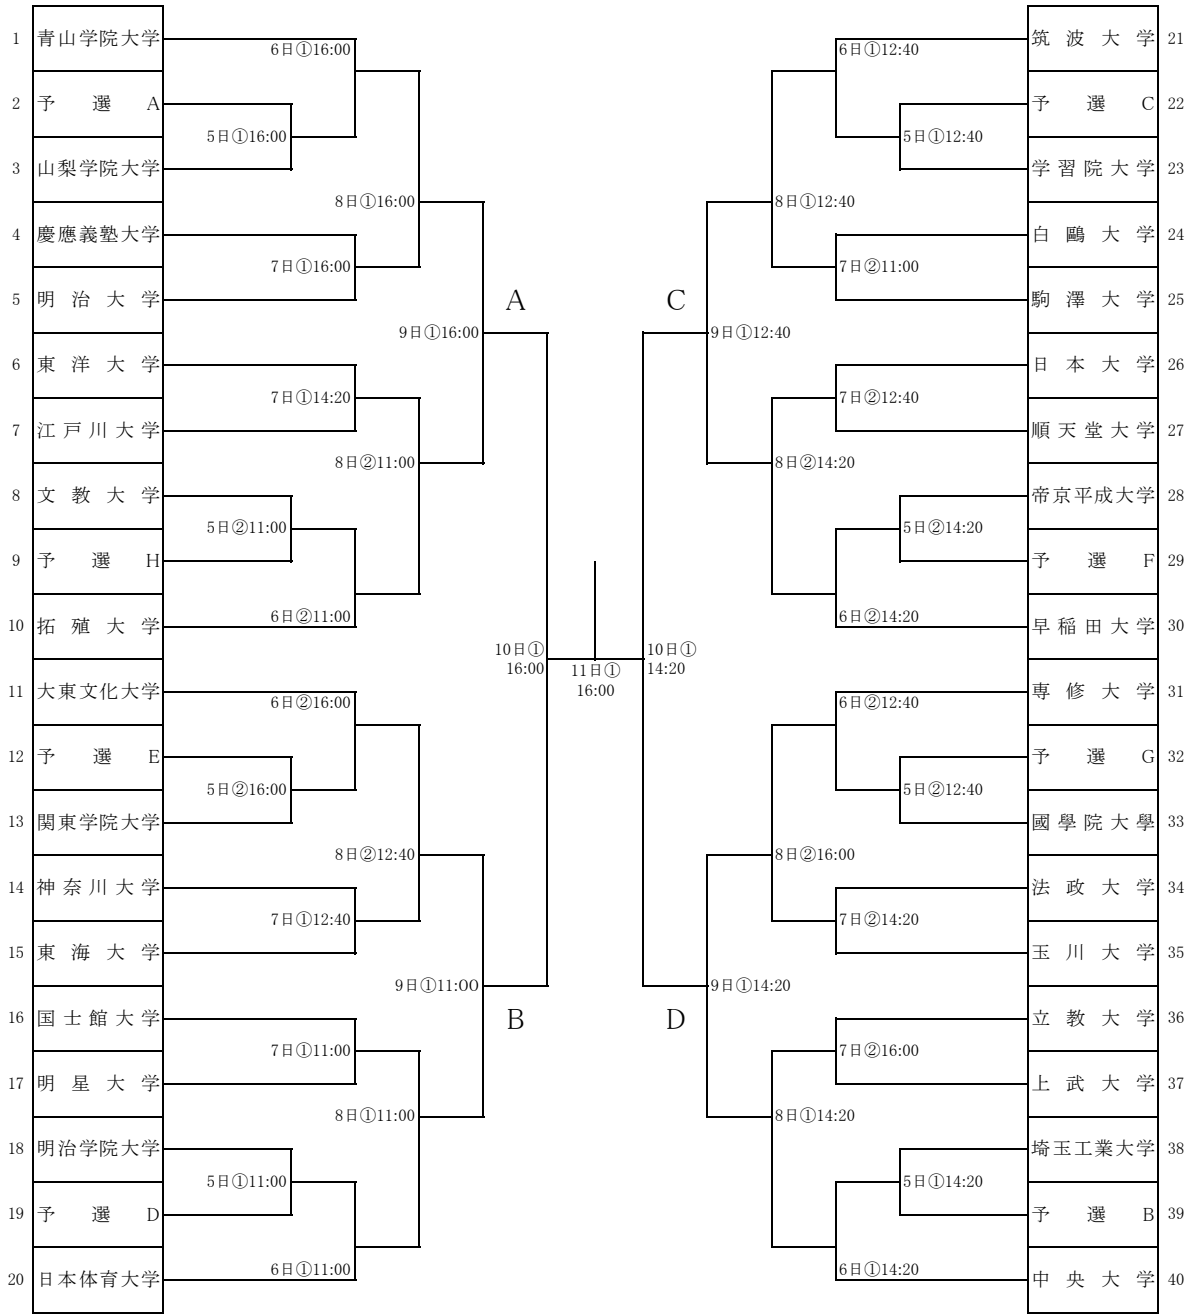 1 青山学院大学
6日①16:00
2 予選A
5日①16:00
3 山梨学院大学
8日①16:00
4 慶應義塾大学
7日①16:00
5 明治大学
A
9日①16:00
6 東洋大学
7日①14:20
7 江戸川大学
8日②11:00
8 文教大学
5日②11:00
9 予選H
6日②11:00
10 拓殖大学
10日①
16:00
11 大東文化大学
6日②16:00
12 予選E
5日②16:00
13 関東学院大学
8日②12:40
14 神奈川大学
7日①12:40
15 東海大学
9日①11:OO
B
16 国士館大学
7日①11:00
17 明星大学
8日①11:00
18 明治学院大学
5日①11:00
19 予選D
6日①11:00
20 日本体育大学
11日①
16:00
筑波大学 21
6日①12:40
予選C 22
5日①12:40
学習院大学 23
8日①12:40
白鷗大学 24
7日②11:00
駒澤大学 25
C
9日①12:40
日本大学 26
7日②12:40
順天堂大学 27
8日②14:20
帝京平成大学 28
5日②14:20
予選F 29
6日②14:20
早稲田大学 30
10日①
14:20
専修大学 31
6日②12:40
予選G 32
5日②12:40
國學院大學 33
8日②16:00
法政大学 34
7日②14:20
玉川大学 35
9日①14:20
D
立教大学 36
7日②16:00
上武大学 37
8日①14:20
埼玉工業大学 38
5日①14:20
予選B 39
6日①14:20
中央大学 40